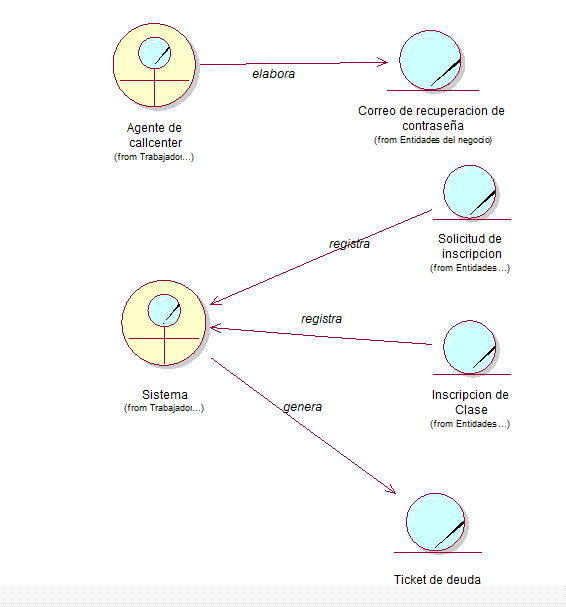 elabora
Agente de
callcenter
(from Trabajador...)
Correo de recuperacion de
contraseña
(from Entidades del negocio)
registra
Solicitud de
inscripcion
(from Entidades ...)
registra
Sistema
(from Trabajador...)
Inscripcion de
Clase
(from Entidades ...)
genera
Ticket de deuda